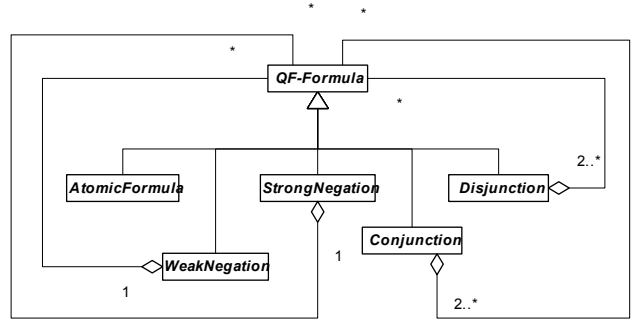 * *
*
QF-Formula
*
2..*
AtomicFormula StrongNegation Disjunction
Conjunction
1
WeakNegation
1
2..*